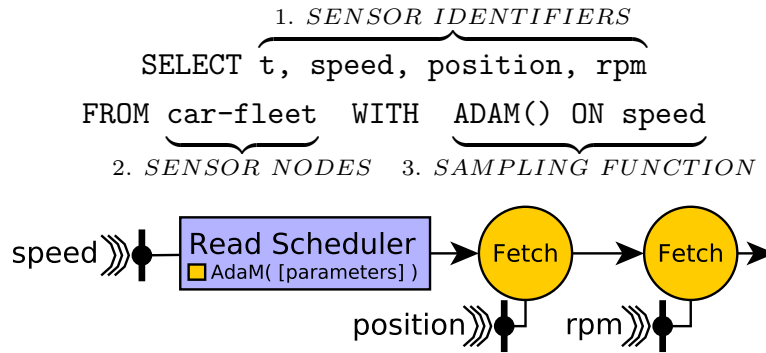 1. SENSOR IDENTIFIERS
SELECT t, speed, position, rpm
FROM car-fleet WITH ADAM() ON speed
2. SENSOR NODES 3. SAMPLING FUNCTION
speed Read Scheduler Fetch Fetch
AdaM( [parameters] )
position rpm